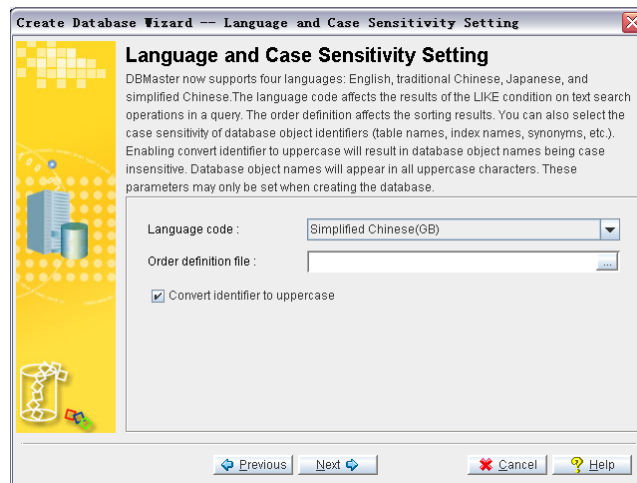 Create Database Wizard -- Language and Case Sensitivity Setting
Language and Case Sensitivity Setting
DBMaster now supports four languages: English, traditional Chinese, Japanese, and
simplified Chinese.The language code affects the results of the LIKE condition on text search
operations in a query. The order definition affects the sorting results. You can also select the
case sensitivity of database object identifiers (table names, index names, synonyms, etc.).
Enabling convert identifier to uppercase will result in database object names being case
insensitive. Database object names will appear in all uppercase characters. These
parameters may only be set when creating the database.
Language code : Simplified Chinese(GB)
Order definition file : ...
Convert identifier to uppercase
Previous Next Cancel Help